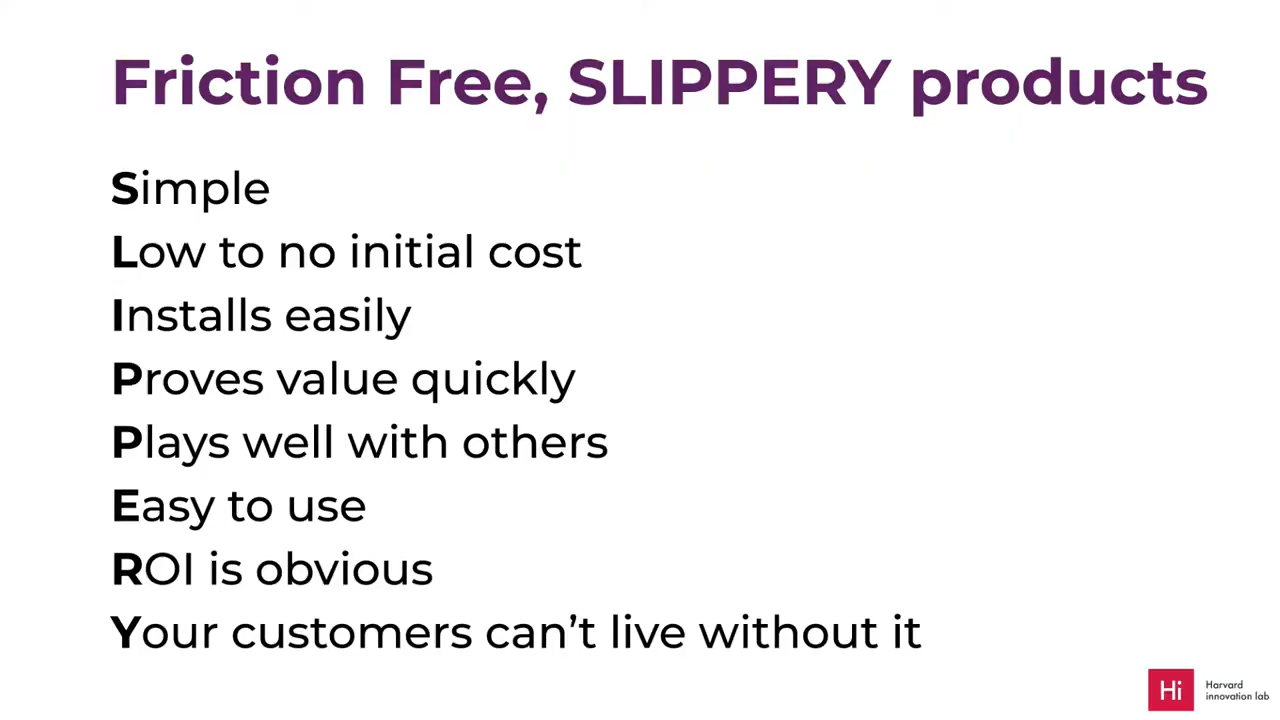 Friction Free, SLIPPERY products
Simple
Low to no initial cost
Installs easily
Proves value quickly
Plays well with others
Easy to use
ROI is obvious
Your customers can’t live without it
Hi
Harvard
innovation lab